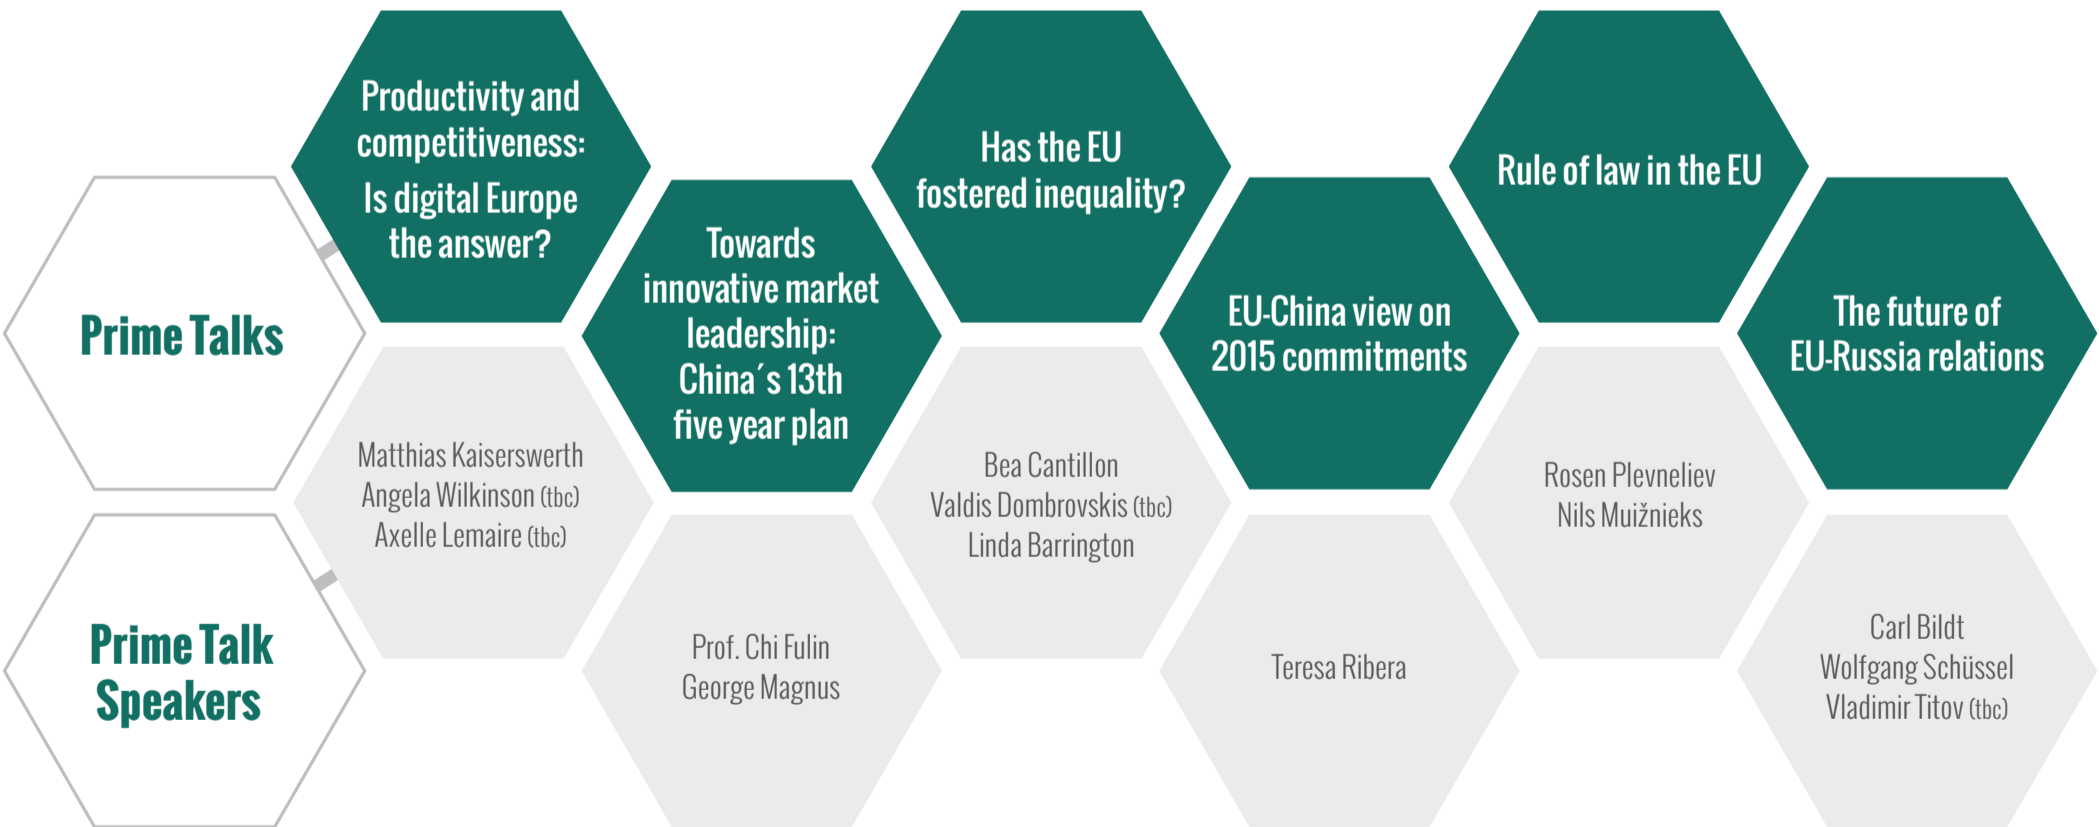 Prime Talks
Productivity and
competitiveness:
Is digital Europe
the answer?
Towards
innovative market
leadership:
China´s 13th
five year plan
Has the EU
fostered inequality?
EU-China view on
2015 commitments
Rule of law in the EU
The future of
EU-Russia relations
Prime Talk
Speakers
Matthias Kaiserswerth
Angela Wilkinson (tbc)
Axelle Lemaire (tbc)
Prof. Chi Fulin
George Magnus
Bea Cantillon
Valdis Dombrovskis (tbc)
Linda Barrington
Teresa Ribera
Rosen Plevneliev
Nils Muižnieks
Carl Bildt
Wolfgang Schüssel
Vladimir Titov (tbc)